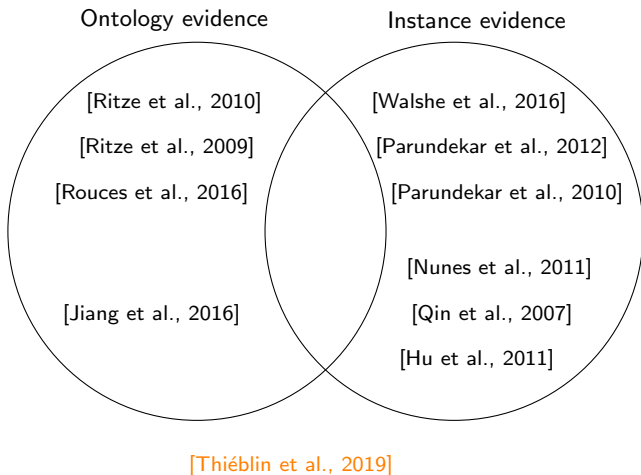 Ontology evidence
Instance evidence
[Ritze et al., 2010]
[Ritze et al., 2009]
[Rouces et al., 2016]
[Jiang et al., 2016]
[Walshe et al., 2016]
[Parundekar et al., 2012]
[Parundekar et al., 2010]
[Nunes et al., 2011]
[Qin et al., 2007]
[Hu et al., 2011]
[Thiéblin et al., 2019]